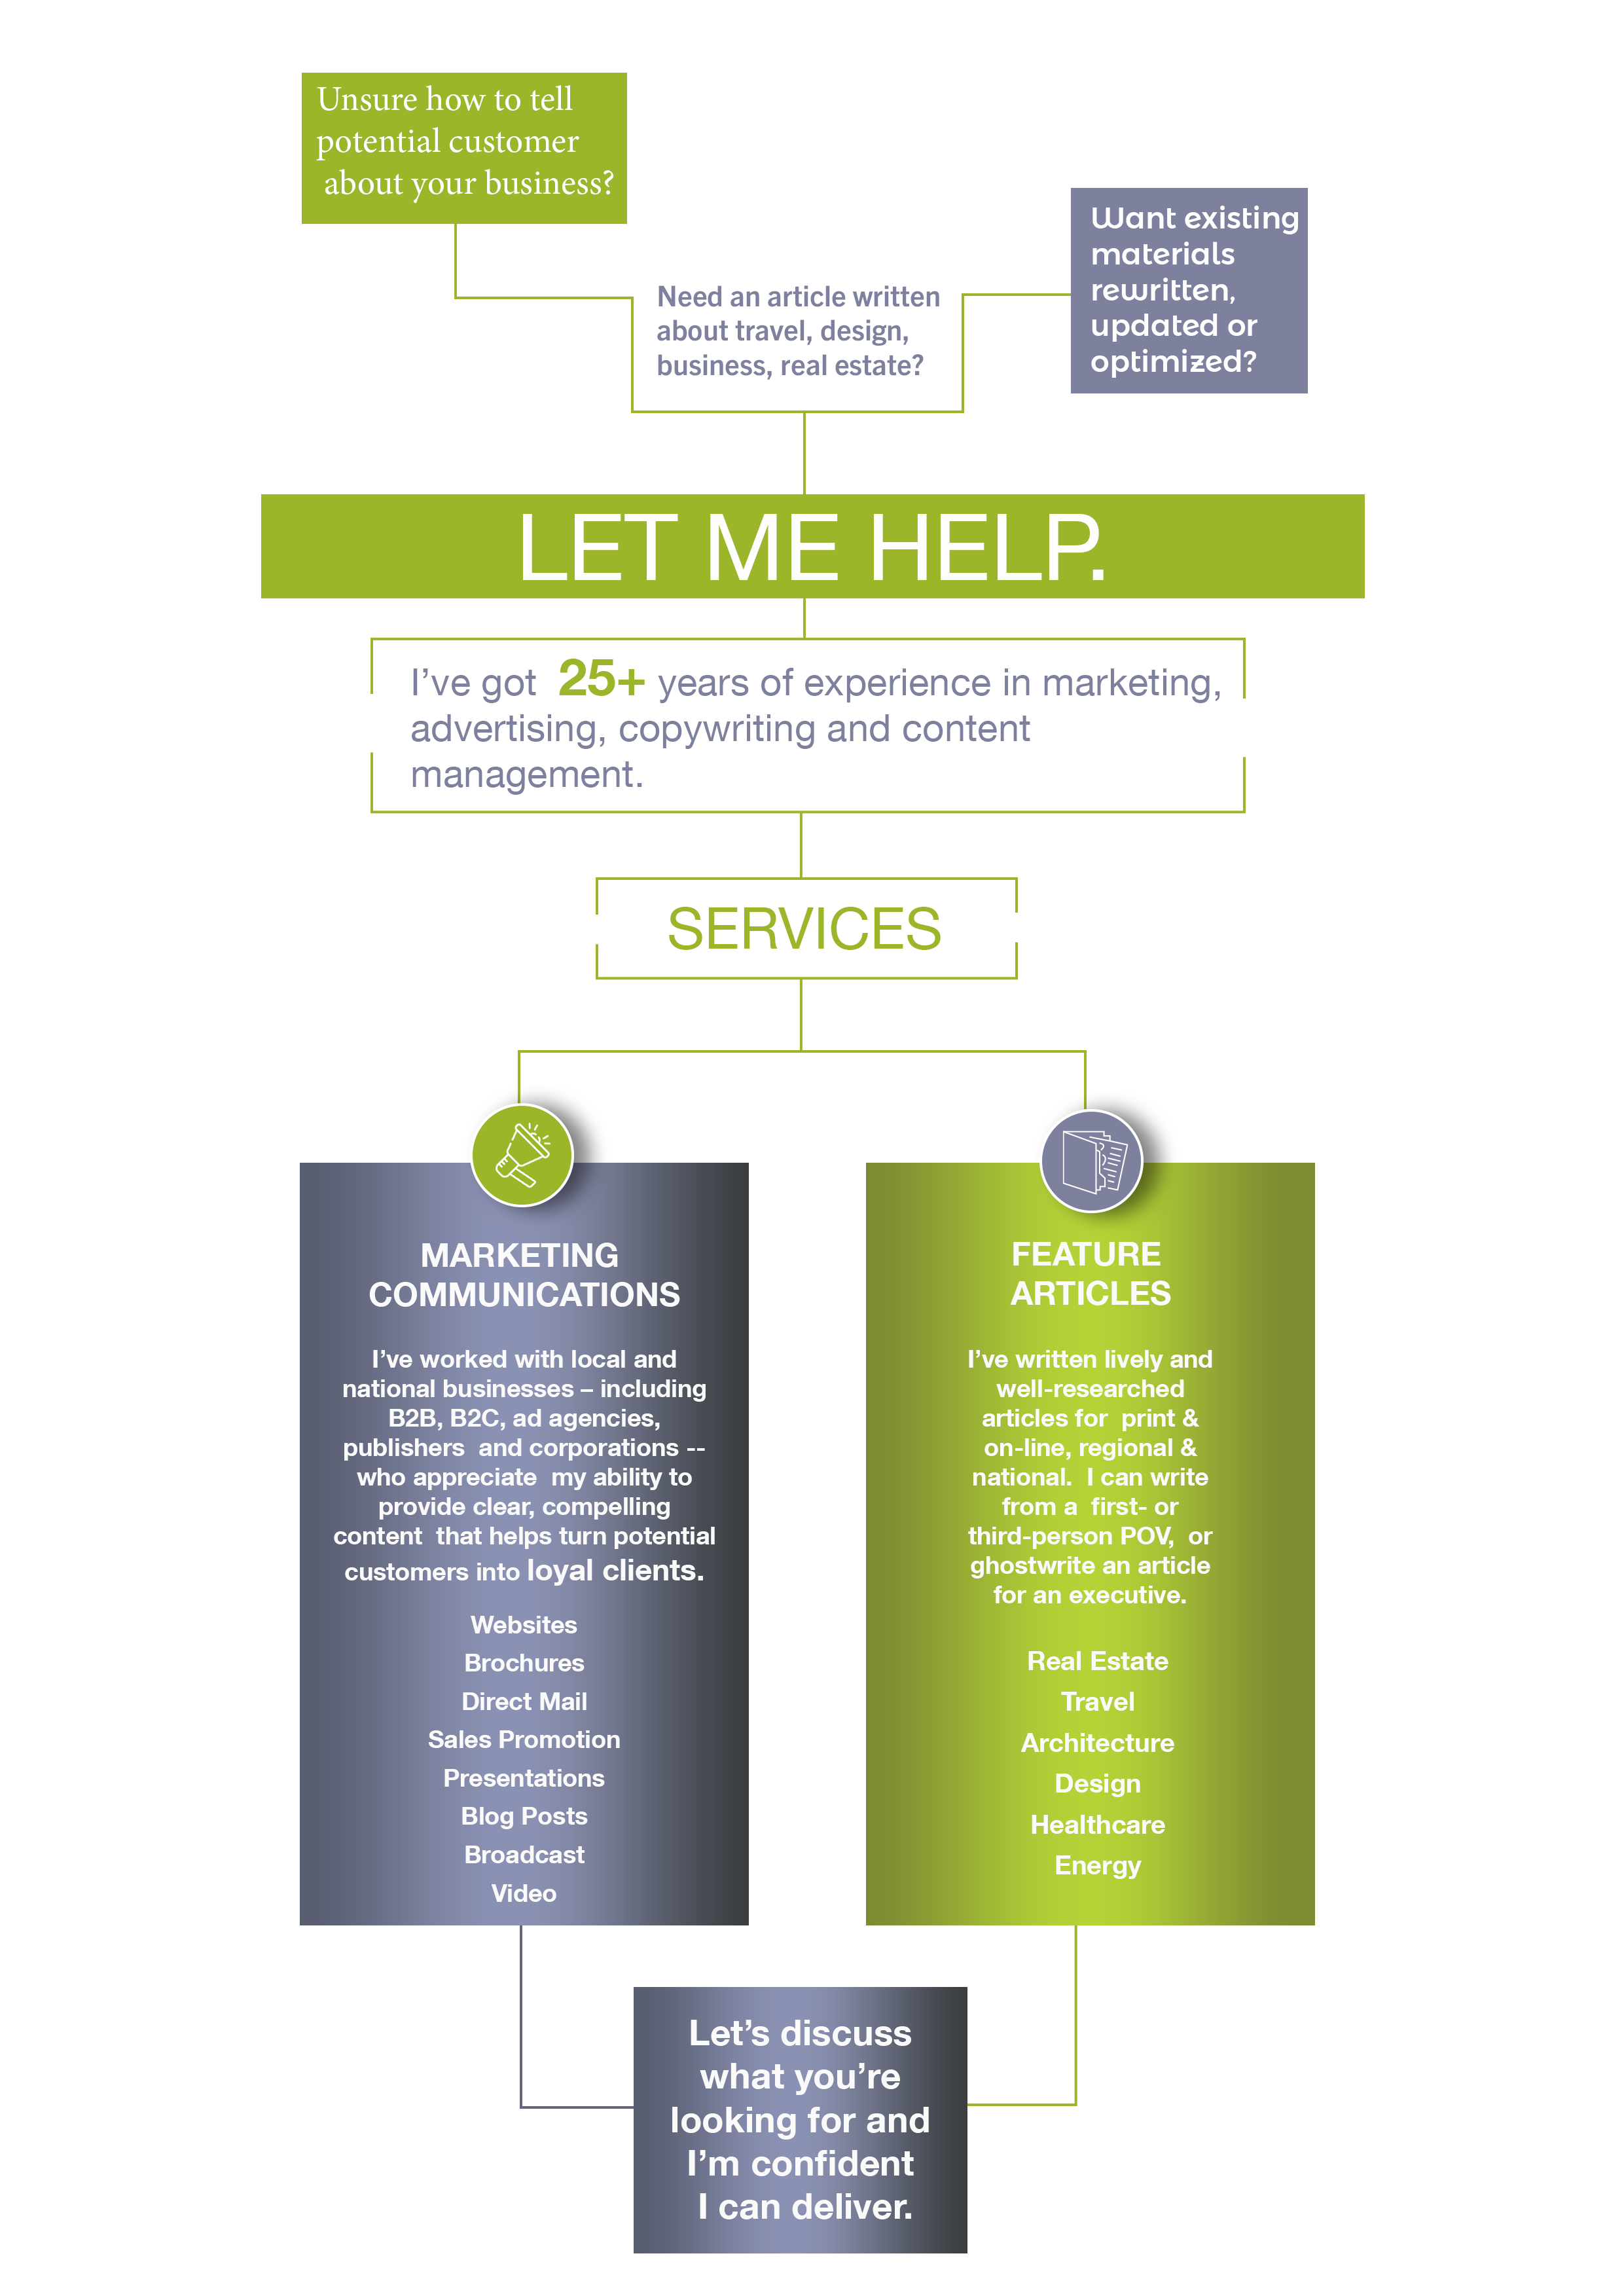 Unsure how to tell
potential customer
about your business?
Want existing
materials
rewritten,
updated or
optimized?
Need an article written
about travel, design,
business, real estate?
LET ME HELP.
I’ve got 25+ years of experience in marketing,
advertising, copywriting and content
management.
SERVICES
MARKETING
COMMUNICATIONS
I’ve worked with local and
national businesses – including
B2B, B2C, ad agencies,
publishers and corporations --
who appreciate my ability to
provide clear, compelling
content that helps turn potential
customers into loyal clients.
Websites
Brochures
Direct Mail
Sales Promotion
Presentations
Blog Posts
Broadcast
Video
FEATURE
ARTICLES
I’ve written lively and
well-researched
articles for print &
on-line, regional &
national. I can write
from a first- or
third-person POV, or
ghostwrite an article
for an executive.
Real Estate
Travel
Architecture
Design
Healthcare
Energy
Let’s discuss
what you’re
looking for and
I’m confident
I can deliver.